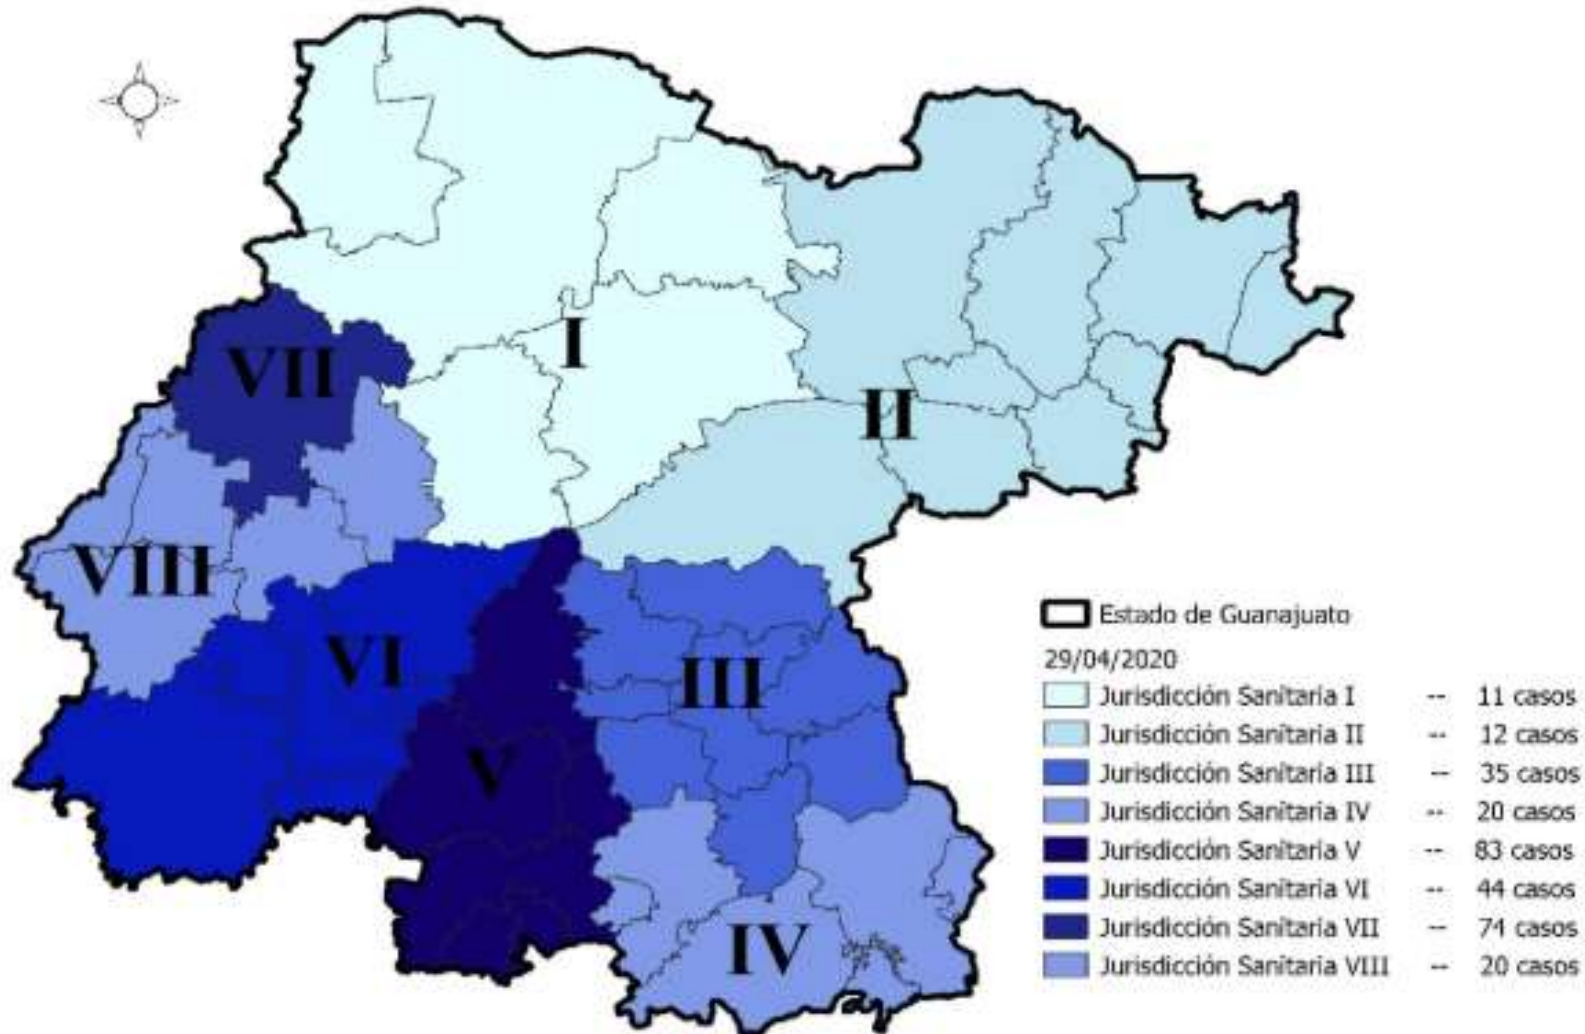 I
VII
II
VIII
VI
III
V
IV
Estado de Guanajuato
29/04/2020
Jurisdicción Sanitaria I -- 11 casos
Jurisdicción Sanitaria II -- 12 casos
Jurisdicción Sanitaria III -- 35 casos
Jurisdicción Sanitaria IV -- 20 casos
Jurisdicción Sanitaria V -- 83 casos
Jurisdicción Sanitaria VI -- 44 casos
Jurisdicción Sanitaria VII -- 74 casos
Jurisdicción Sanitaria VIII -- 20 casos